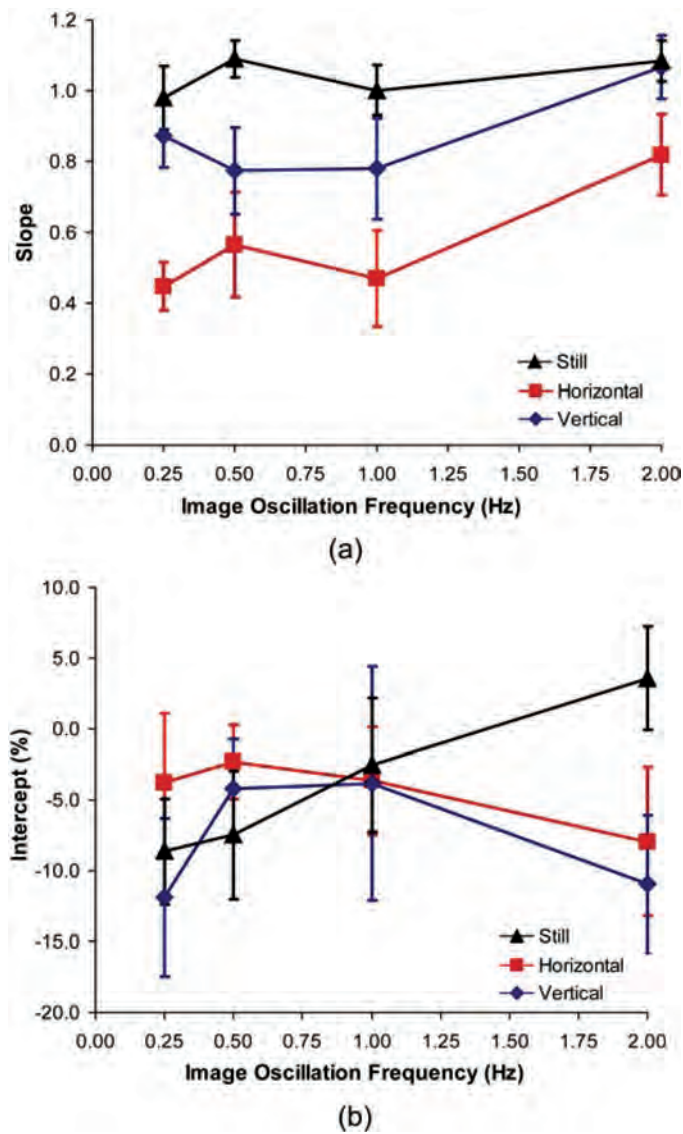 1.2
1.0
0.8
0.6
0.4
0.2
0.0
Slope
Still
Horizontal
Vertical
0.00 0.25 0.50 0.75 1.00 1.25 1.50 1.75 2.00
Image Oscillation Frequency (Hz)
(a)
10.0
5.0
0.0
-5.0
-10.0
-15.0
-20.0
Intercept (%)
Still
Horizontal
Vertical
0.00 0.25 0.50 0.75 1.00 1.25 1.50 1.75 2.00
Image Oscillation Frequency (Hz)
(b)